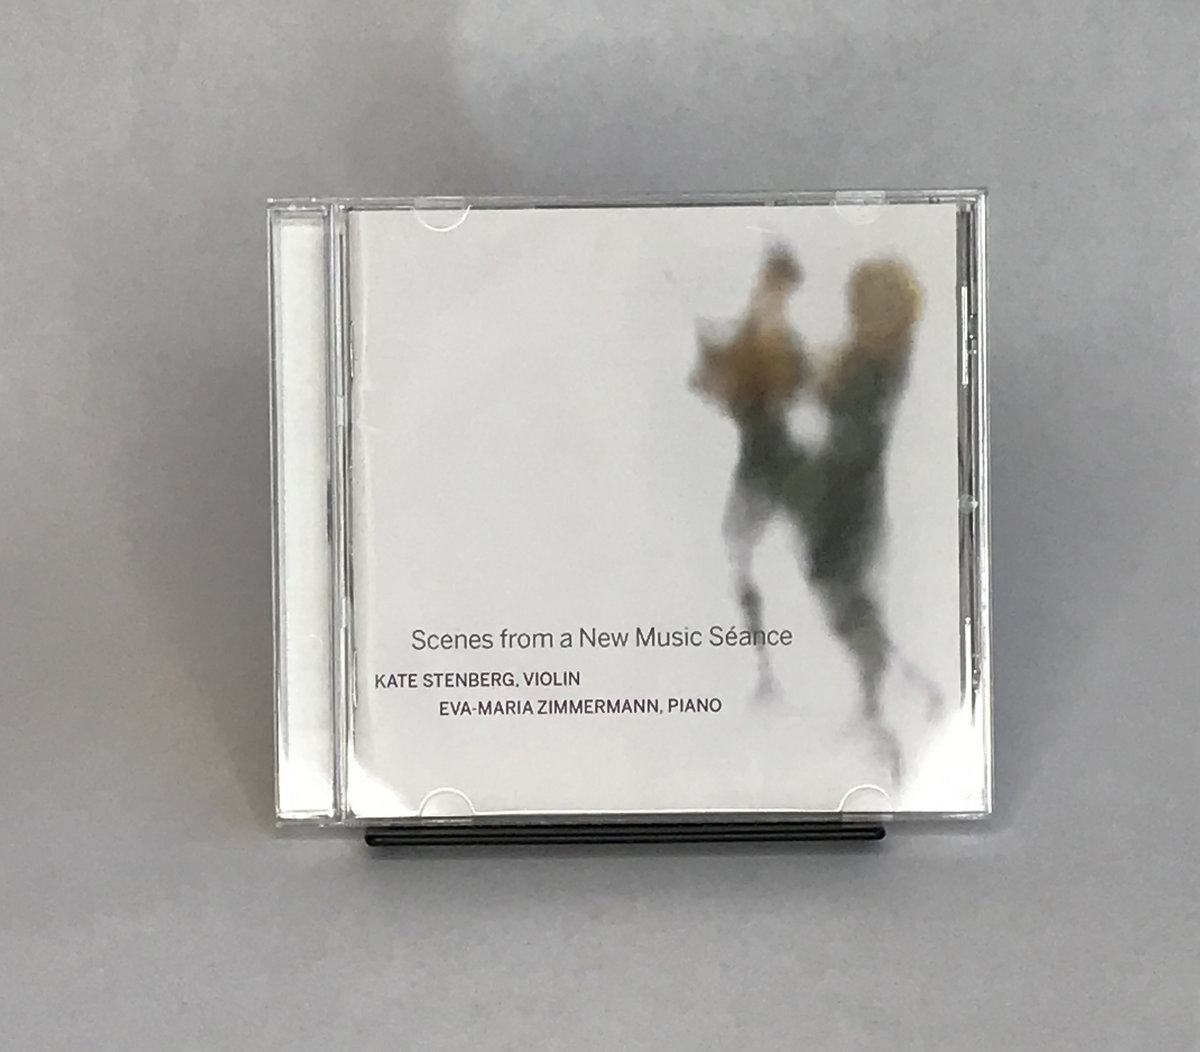 Scenes from a New Music Séance
KATE STENBERG, VIOLIN
EVA-MARIA ZIMMERMANN, PIANO